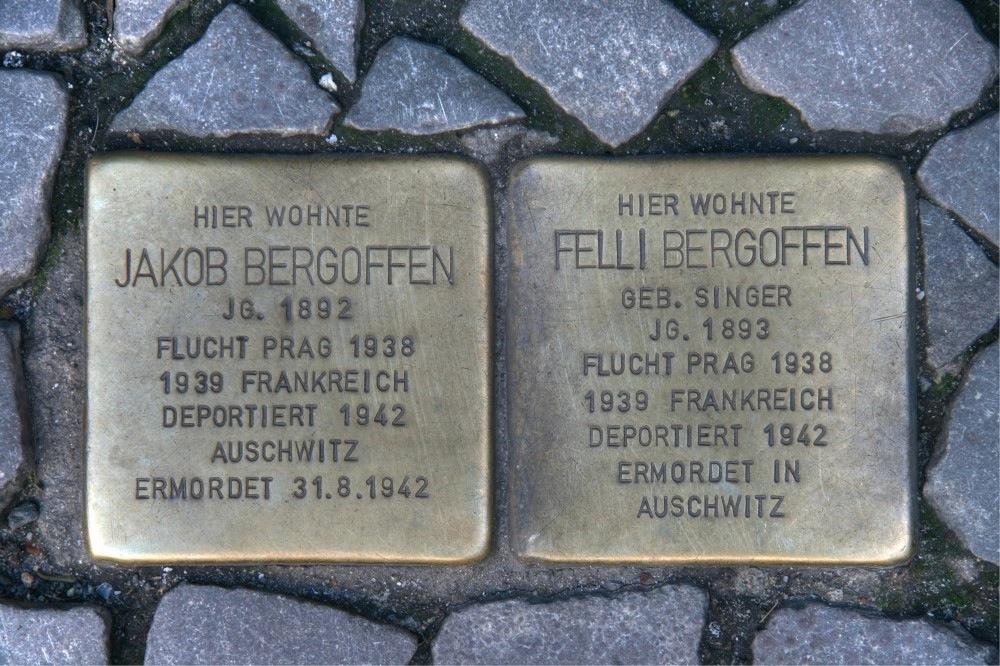 HIER WOHNTE
JAKOB BERGOFFEN
JG. 1892
FLUCHT PRAG 1938
1939 FRANKREICH
DEPORTIERT 1942
AUSCHWITZ
ERMORDET 31.8.1942
HIER WOHNTE
FELLI BERGOFFEN
GEB. SINGER
JG. 1893
FLUCHT PRAG 1938
1939 FRANKREICH
DEPORTIERT 1942
ERMORDET IN
AUSCHWITZ